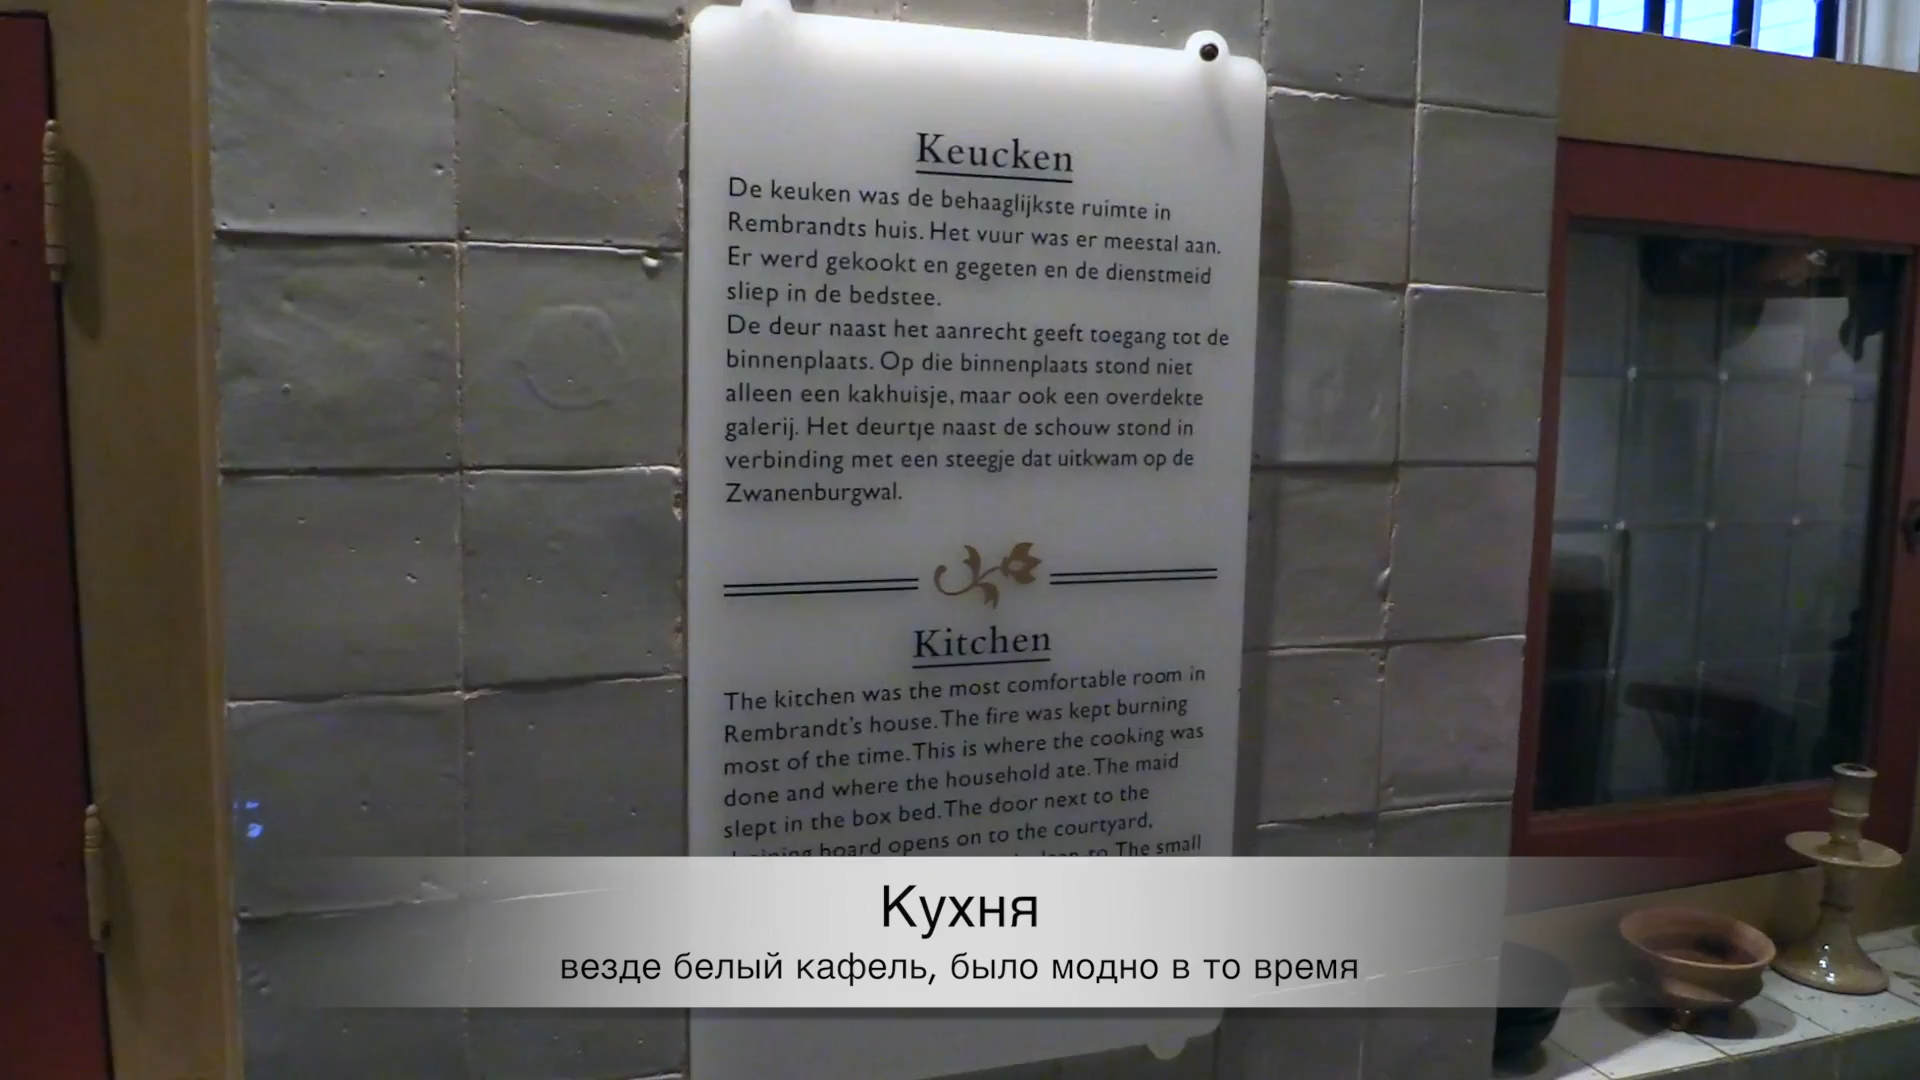 Keucken
De keuken was de behaaglijkste ruimte in
Rembrandts huis. Het vuur was er meestal aan.
Er werd gekookt en gegeten en de dienstmeid
sliep in de bedstee.
De deur naast het aanrecht geeft toegang tot de
binnenplaats. Op die binnenplaats stond niet
alleen een kakhuisje, maar ook een overdekte
galerij. Het deurtje naast de schouw stond in
verbinding met een steegje dat uitkwam op de
Zwanenburgwal.
Kitchen
The kitchen was the most comfortable room in
Rembrandt's house. The fire was kept burning
most of the time. This is where the cooking was
done and where the household ate. The maid
slept in the box bed. The door next to the
board opens on to the courtyard,
The small
Кухня
везде белый кафель, было модно в то время